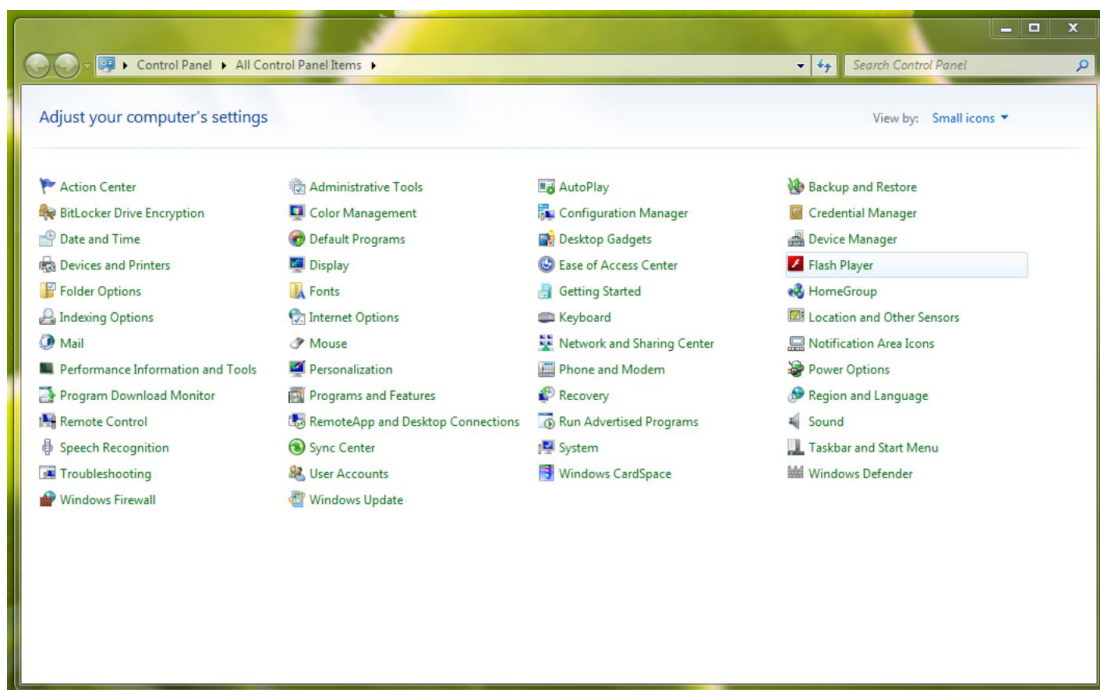 Control Panel All Control Panel Items Search Control Panel
Adjust your computer's settings View by: Small icons
Action Center Administrative Tools AutoPlay Backup and Restore
BitLocker Drive Encryption Color Management Configuration Manager Credential Manager
Date and Time Default Programs Desktop Gadgets Device Manager
Devices and Printers Display Ease of Access Center Flash Player
Folder Options Fonts Getting Started HomeGroup
Indexing Options Internet Options Keyboard Location and Other Sensors
Mail Mouse Network and Sharing Center Notification Area Icons
Performance Information and Tools Personalization Phone and Modem Power Options
Program Download Monitor Programs and Features Recovery Region and Language
Remote Control RemoteApp and Desktop Connections Run Advertised Programs Sound
Speech Recognition Sync Center System Taskbar and Start Menu
Troubleshooting User Accounts Windows CardSpace Windows Defender
Windows Firewall Windows Update